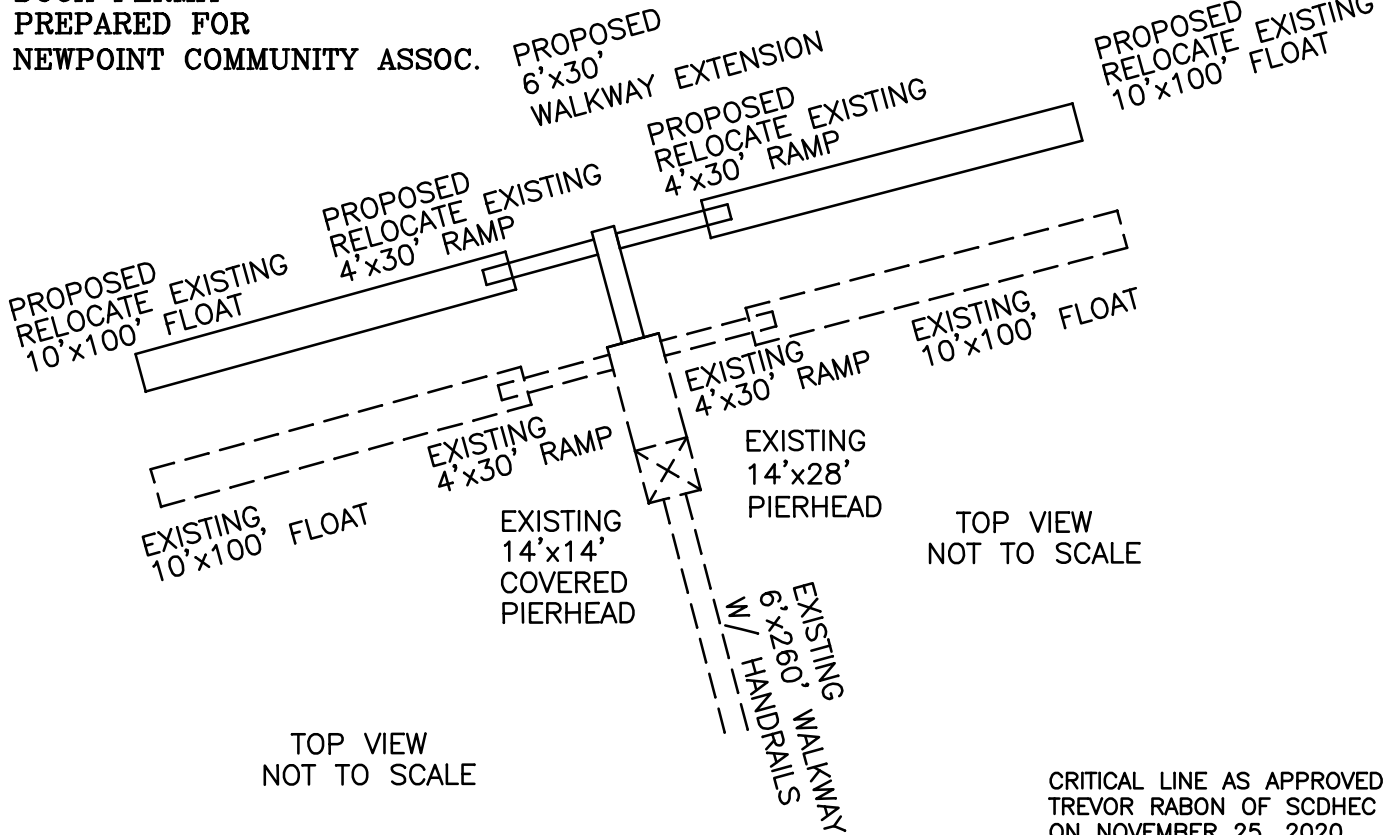 PREPARED FOR
NEWPOINT COMMUNITY ASSOC.
PROPOSED
6'x30'
WALKWAY EXTENSION
PROPOSED
RELOCATE EXISTING
10'x100' FLOAT
PROPOSED
RELOCATE EXISTING
4'x30' RAMP
PROPOSED
RELOCATE EXISTING
4'x30' RAMP
PROPOSED
RELOCATE EXISTING
10'x100' FLOAT
EXISTING
10'x100' FLOAT
EXISTING
4'x30' RAMP
EXISTING
4'x30' RAMP
EXISTING
10'x100' FLOAT
EXISTING
14'x28'
PIERHEAD
EXISTING
14'x14'
COVERED
PIERHEAD
TOP VIEW
NOT TO SCALE
EXISTING
6'x260' WALKWAY
W/ HANDRAILS
TOP VIEW
NOT TO SCALE
CRITICAL LINE AS APPROVED
TREVOR RABON OF SCDHEC
ON NOVEMBER 25, 2020